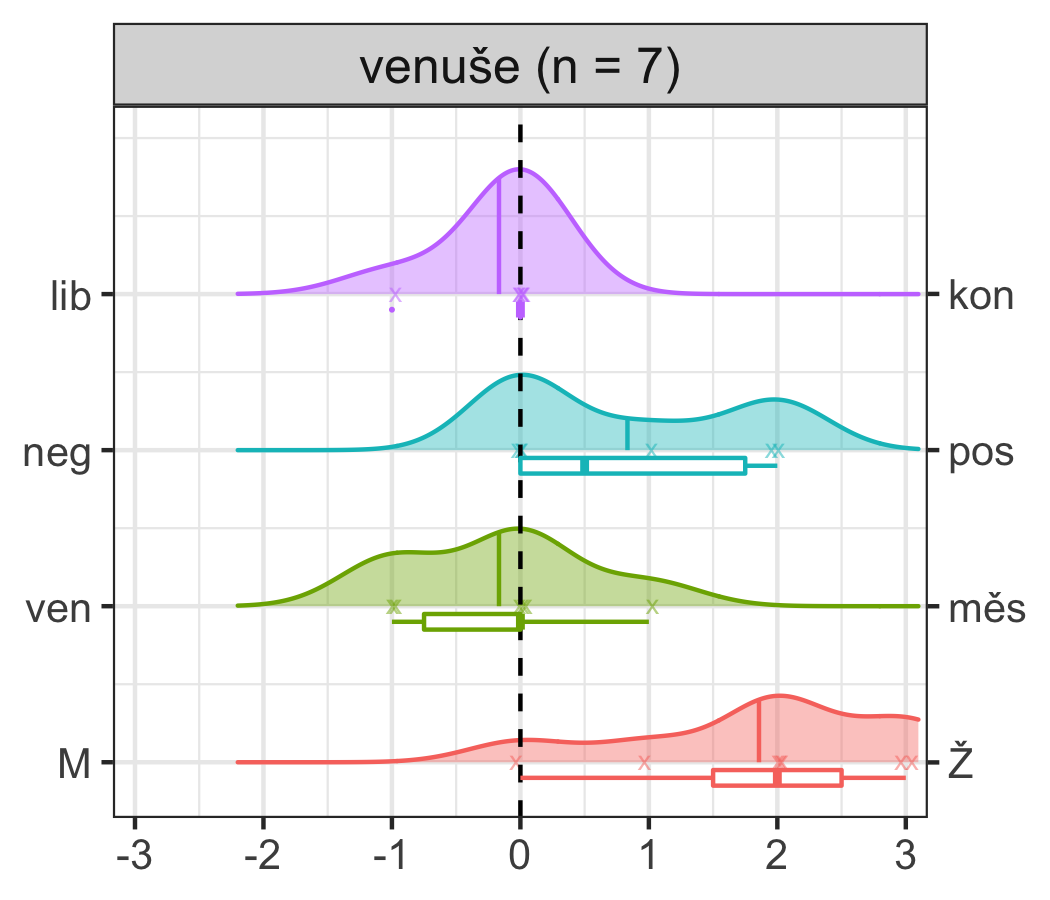 venuše (n = 7)
lib kon
neg pos
ven měs
M Ž
-3 -2 -1 0 1 2 3